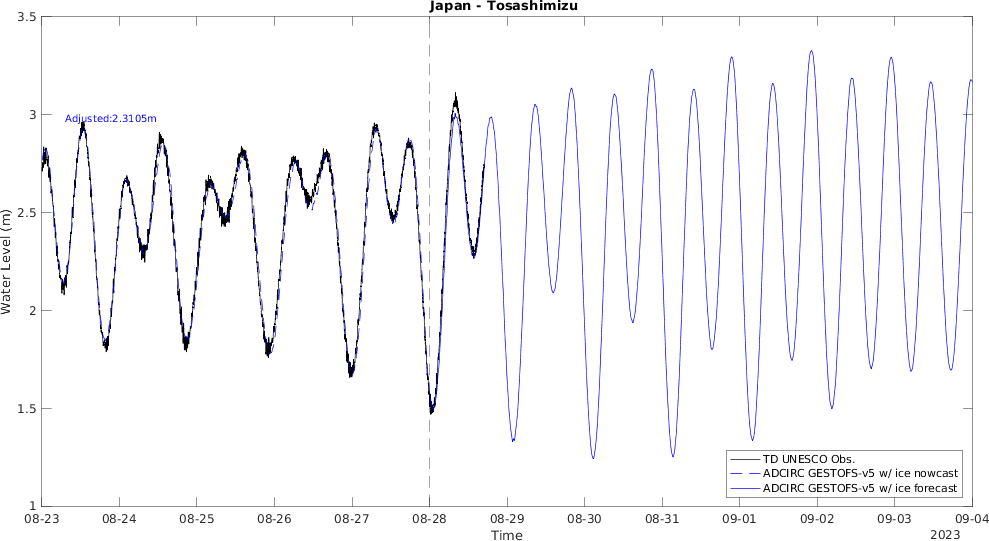 Japan - Tosashimizu
3.5
3
2.5
2
1.5
1
Water Level (m)
Adjusted:2.3105m
TD UNESCO Obs.
ADCIRC GESTOFS-v5 w/ ice nowcast
ADCIRC GESTOFS-v5 w/ ice forecast
08-23 08-24 08-25 08-26 08-27 08-28 08-29 08-30 08-31 09-01 09-02 09-03 09-04
Time
2023